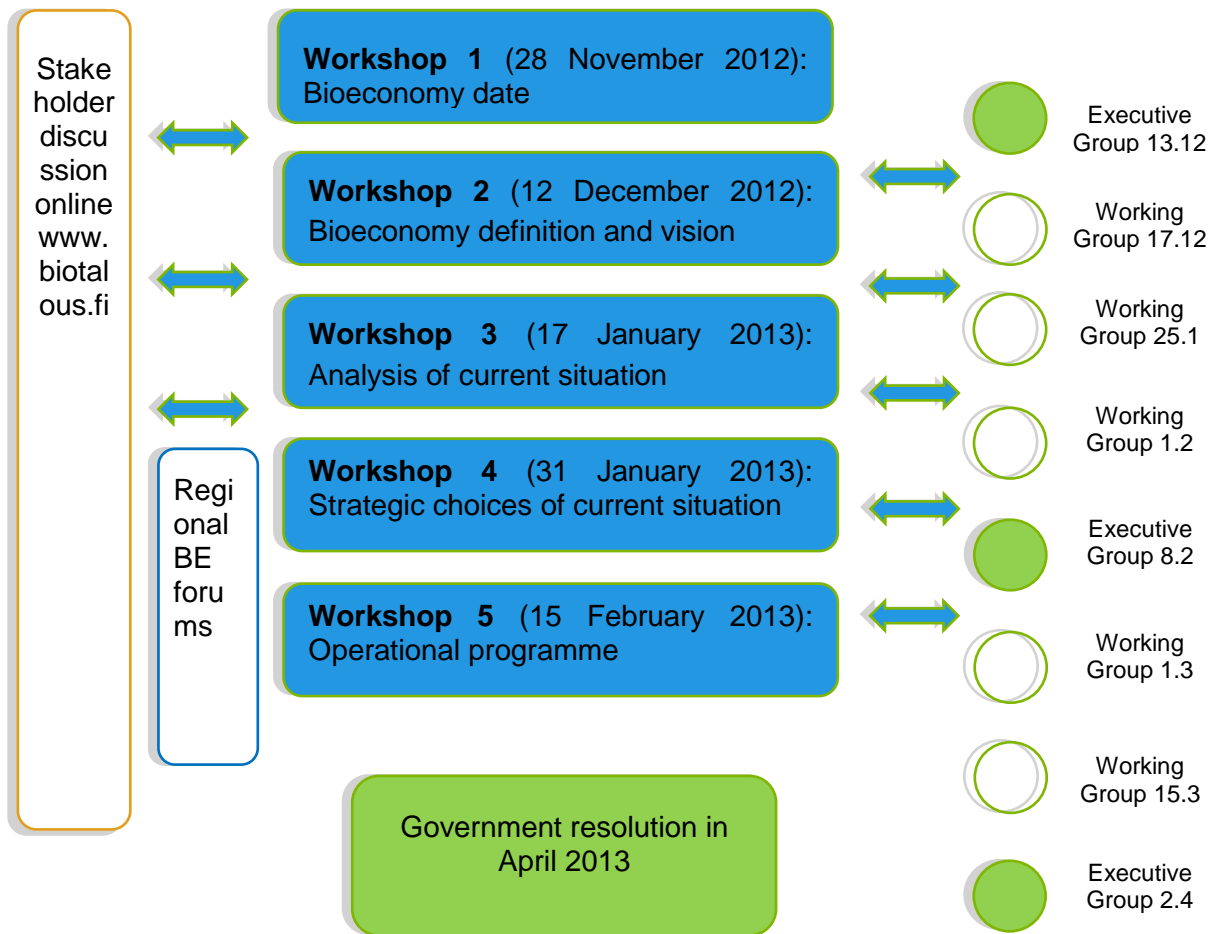 Stake
holder
discu
ssion
online
www.
biotal
ous.fi
Regi
onal
BE
foru
ms
Workshop 1 (28 November 2012):
Bioeconomy date
Workshop 2 (12 December 2012):
Bioeconomy definition and vision
Workshop 3 (17 January 2013):
Analysis of current situation
Workshop 4 (31 January 2013):
Strategic choices of current situation
Workshop 5 (15 February 2013):
Operational programme
Government resolution in
April 2013
Executive
Group 13.12
Working
Group 17.12
Working
Group 25.1
Working
Group 1.2
Executive
Group 8.2
Working
Group 1.3
Working
Group 15.3
Executive
Group 2.4